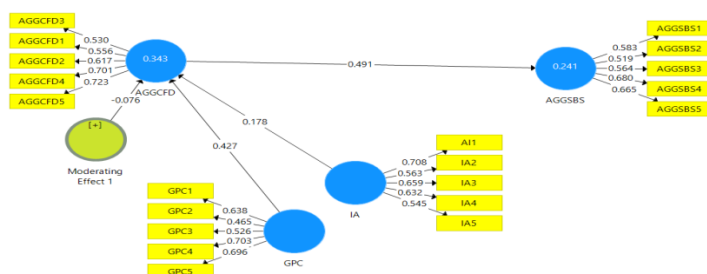 AGGCFD3
AGGCFD1
AGGCFD2
AGGCFD4
AGGCFD5
0.530
0.556
0.617
0.701
0.723
0.343
AGGCFD
-0.076
[+]
Moderating
Effect 1
0.491
0.178
0.427
0.241
AGGSBS
0.583
0.519
0.564
0.680
0.665
AGGSBS1
AGGSBS2
AGGSBS3
AGGSBS4
AGGSBS5
IA
0.708
0.563
0.659
0.632
0.545
AI1
IA2
IA3
IA4
IA5
GPC1
GPC2
GPC3
GPC4
GPC5
0.638
0.465
0.526
0.703
0.696
GPC